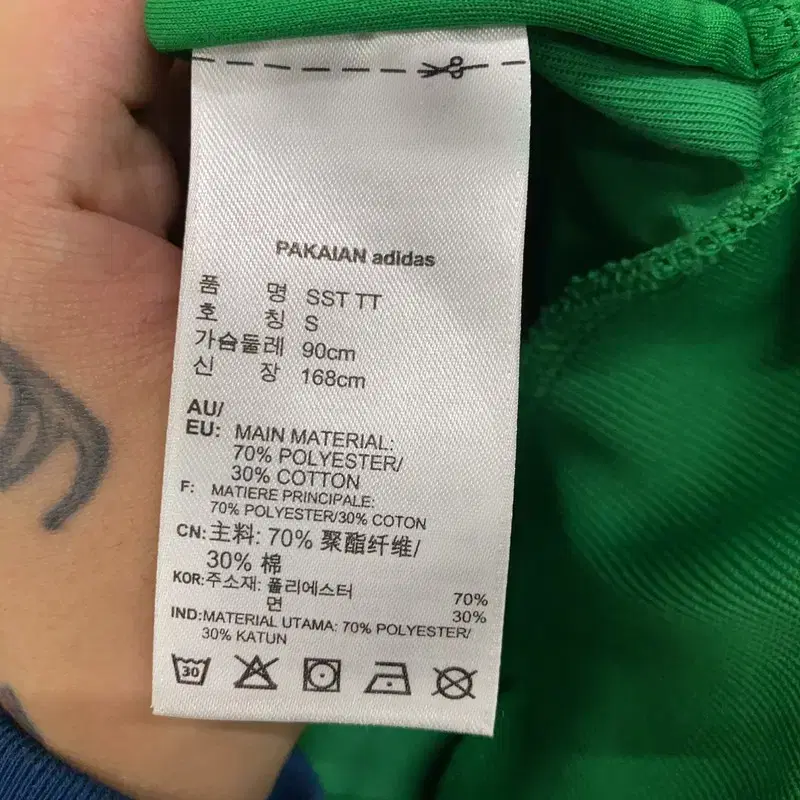 PAKAIAN adidas
품 명 SST TT
호 칭 S
가슴둘레 90cm
신 장 168cm
AU/
EU: MAIN MATERIAL:
70% POLYESTER/
30% COTTON
F: MATIERE PRINCIPALE:
70% POLYESTER/30% COTON
CN:主料: 70% 聚酯纤维/
30% 棉
KOR:주소재: 폴리에스터 70%
면 30%
IND:MATERIAL UTAMA: 70% POLYESTER/
30% KATUN
30